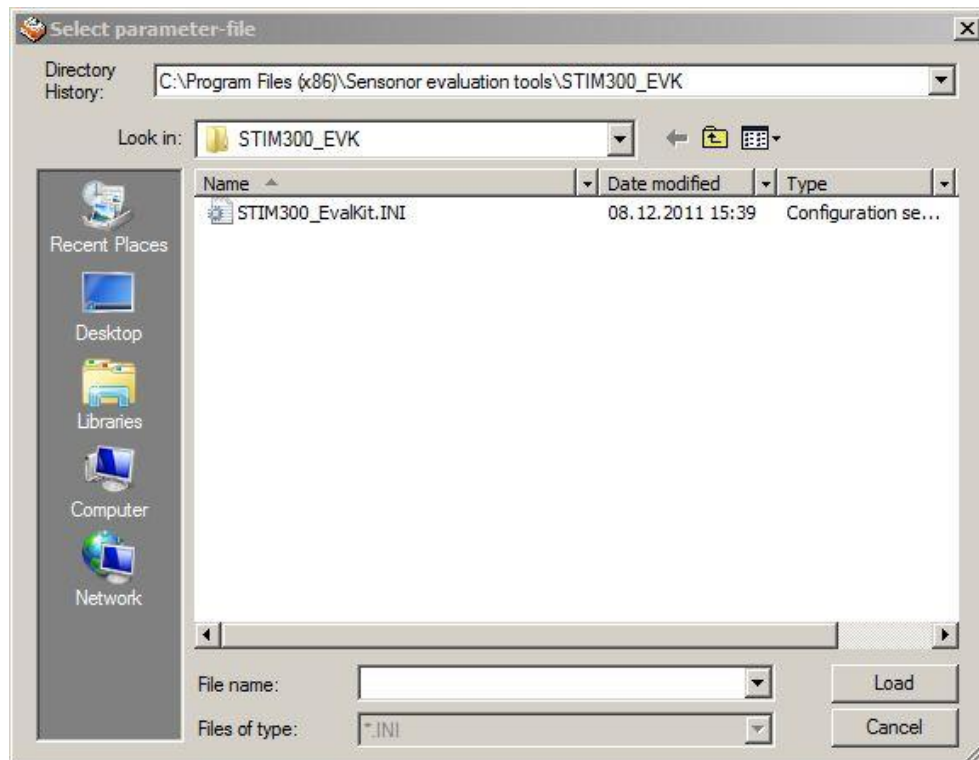 Select parameter-file
Directory
History:
C:\Program Files (x86)\Sensonor evaluation tools\STIM300_EVK
Look in:
STIM300_EVK
Name
Date modified
Type
STIM300_EvalKit.INI
08.12.2011 15:39
Configuration se...
Recent Places
Desktop
Libraries
Computer
Network
File name:
Load
Files of type:
*.INI
Cancel